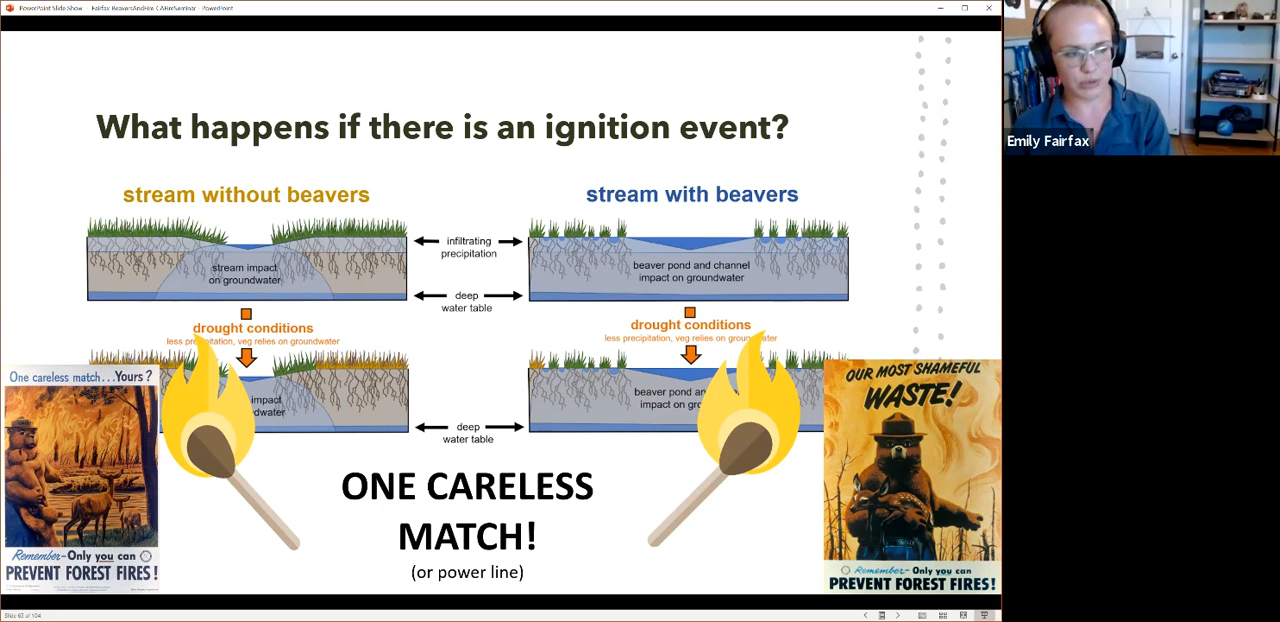 PowerPoint Slide Show - Fairfax BeaversAndFire CAFireSeminar - PowerPoint
Emily Fairfax
What happens if there is an ignition event?
stream without beavers
stream with beavers
infiltrating
precipitation
stream impact
on groundwater
beaver pond and channel
impact on groundwater
deep
water table
drought conditions
less precipitation, veg relies on groundwater
drought conditions
less precipitation, veg relies on groundwater
impact
beaver pond
impact on
deep
water table
One careless match...Yours?
Remember-Only you can
PREVENT FOREST FIRES!
OUR MOST SHAMEFUL
WASTE!
Remember-Only you can
PREVENT FOREST FIRES!
ONE CARELESS
MATCH!
(or power line)